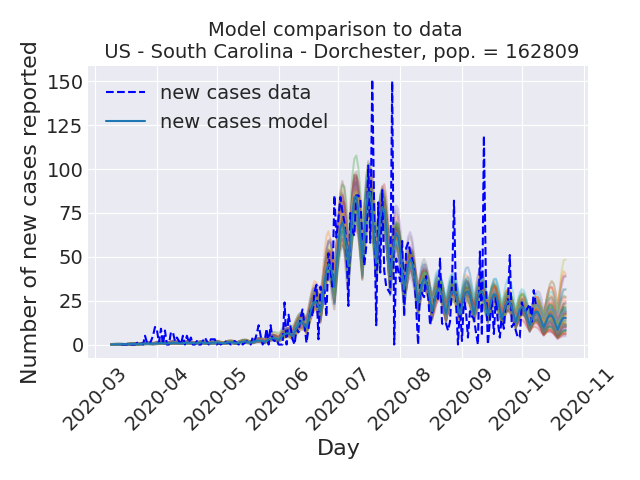 Model comparison to data
US - South Carolina - Dorchester, pop. = 162809
Number of new cases reported
150
125
100
75
50
25
0
new cases data
new cases model
2020-03
2020-04
2020-05
2020-06
2020-07
2020-08
2020-09
2020-10
2020-11
Day